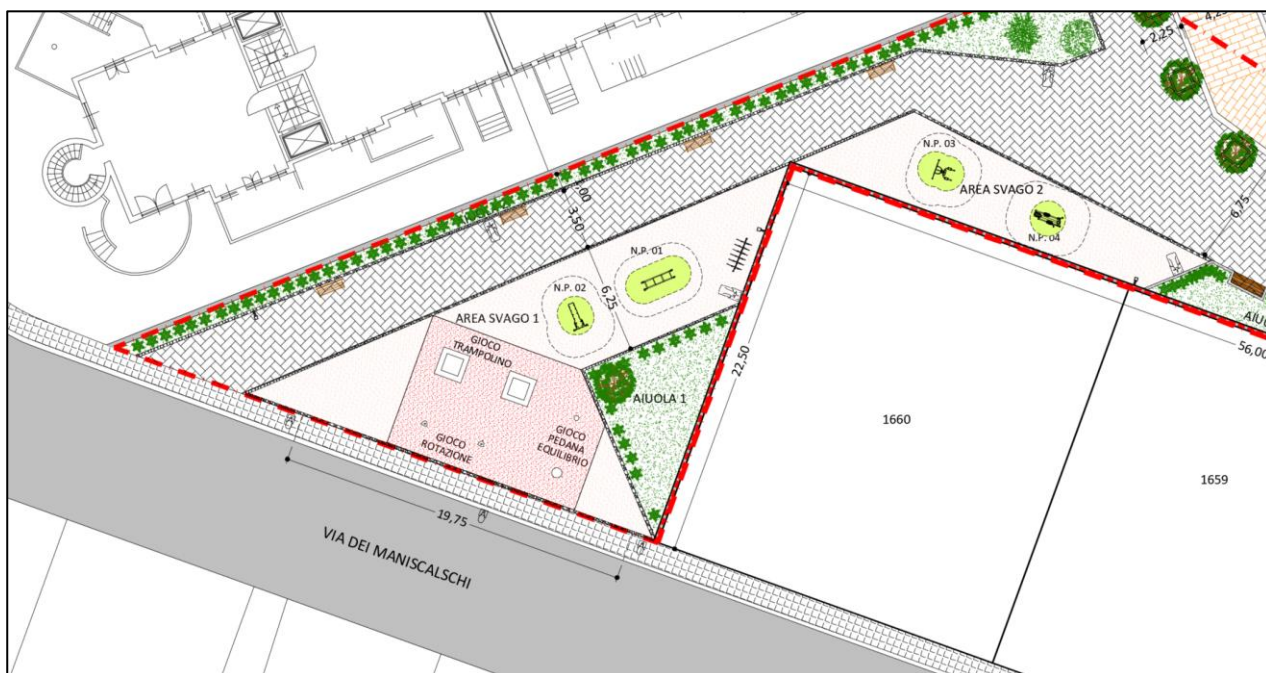 4,25
2,25
N.P. 03
AREA SVAGO 2
N.P. 04
6,75
3,50
N.P. 01
N.P. 02
6,25
AREA SVAGO 1
GIOCO
TRAMPOLINO
AIUOLA 1
GIOCO
ROTAZIONE
GIOCO
PEDANA
EQUILIBRIO
22,50
56,00
1660
1659
19,75
VIA DEI MANISCALSCHI